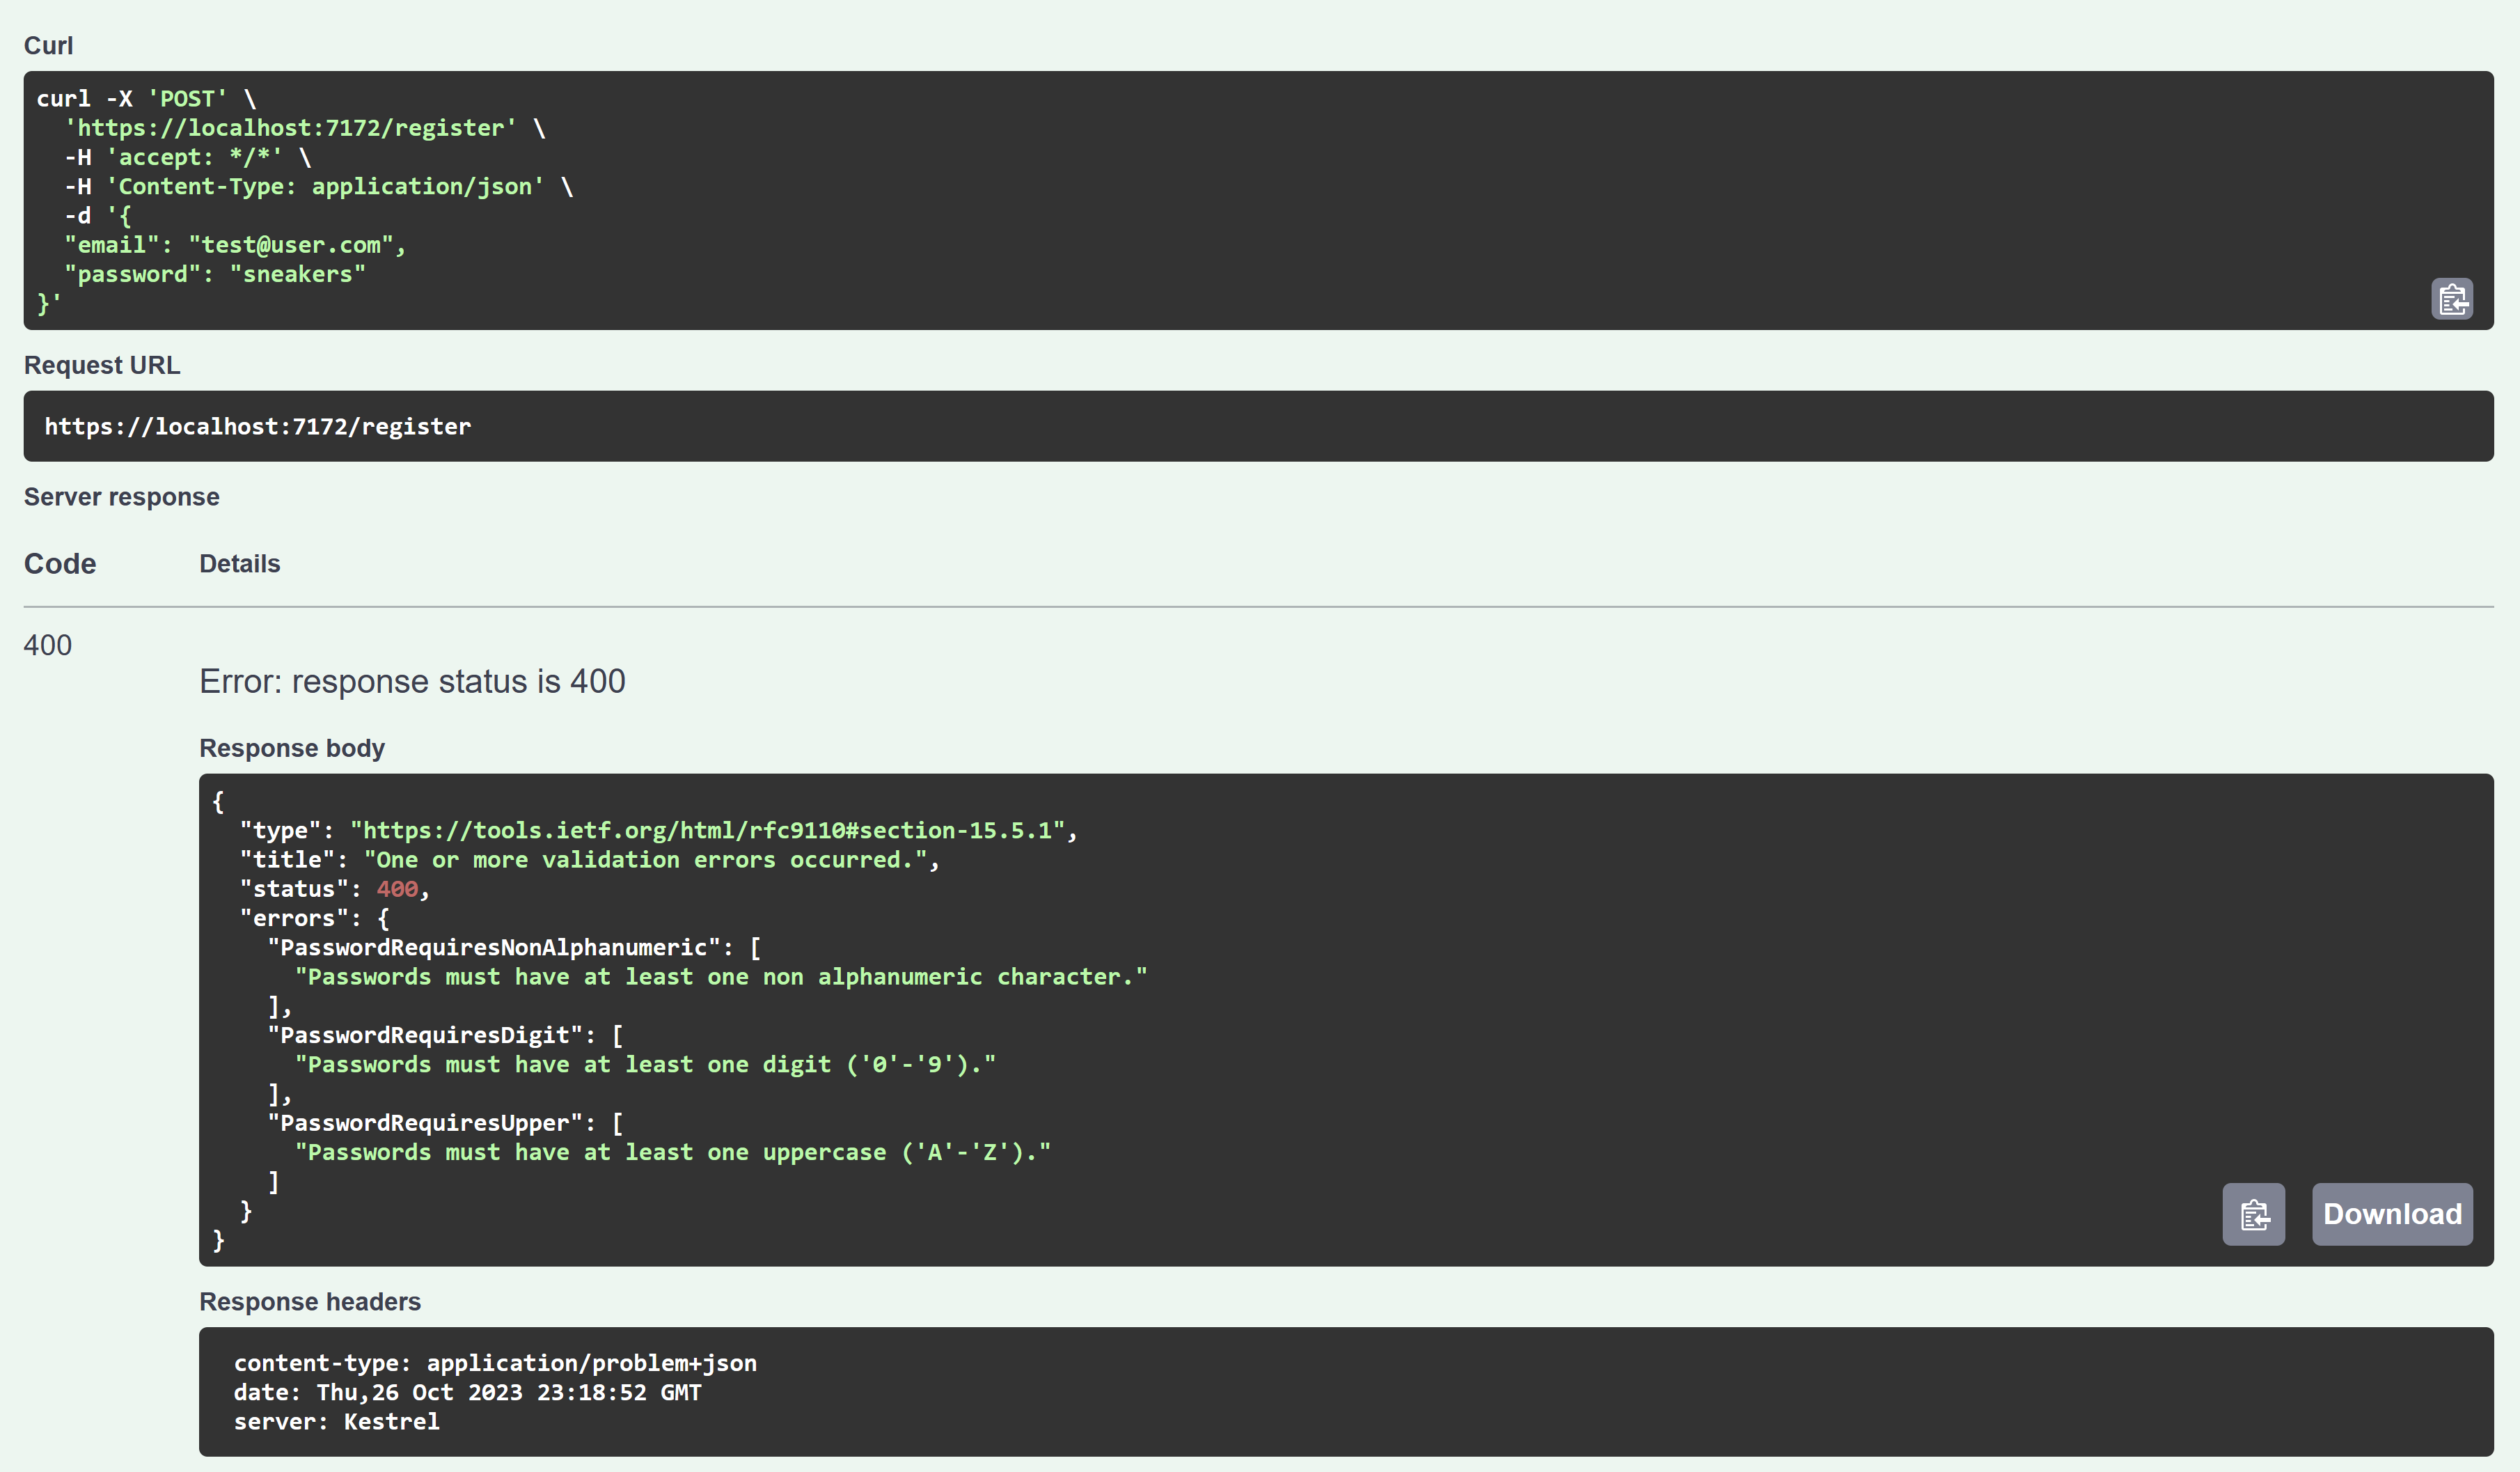 Curl
curl -X 'POST' \
  'https://localhost:7172/register' \
  -H 'accept: */*' \
  -H 'Content-Type: application/json' \
  -d '{
  "email": "test@user.com",
  "password": "sneakers"
}'
Request URL
https://localhost:7172/register
Server response
Code Details
400
Error: response status is 400
Response body
{
  "type": "https://tools.ietf.org/html/rfc9110#section-15.5.1",
  "title": "One or more validation errors occurred.",
  "status": 400,
  "errors": {
    "PasswordRequiresNonAlphanumeric": [
      "Passwords must have at least one non alphanumeric character."
    ],
    "PasswordRequiresDigit": [
      "Passwords must have at least one digit ('0'-'9')."
    ],
    "PasswordRequiresUpper": [
      "Passwords must have at least one uppercase ('A'-'Z')."
    ]
  }
}
Download
Response headers
content-type: application/problem+json
date: Thu,26 Oct 2023 23:18:52 GMT
server: Kestrel